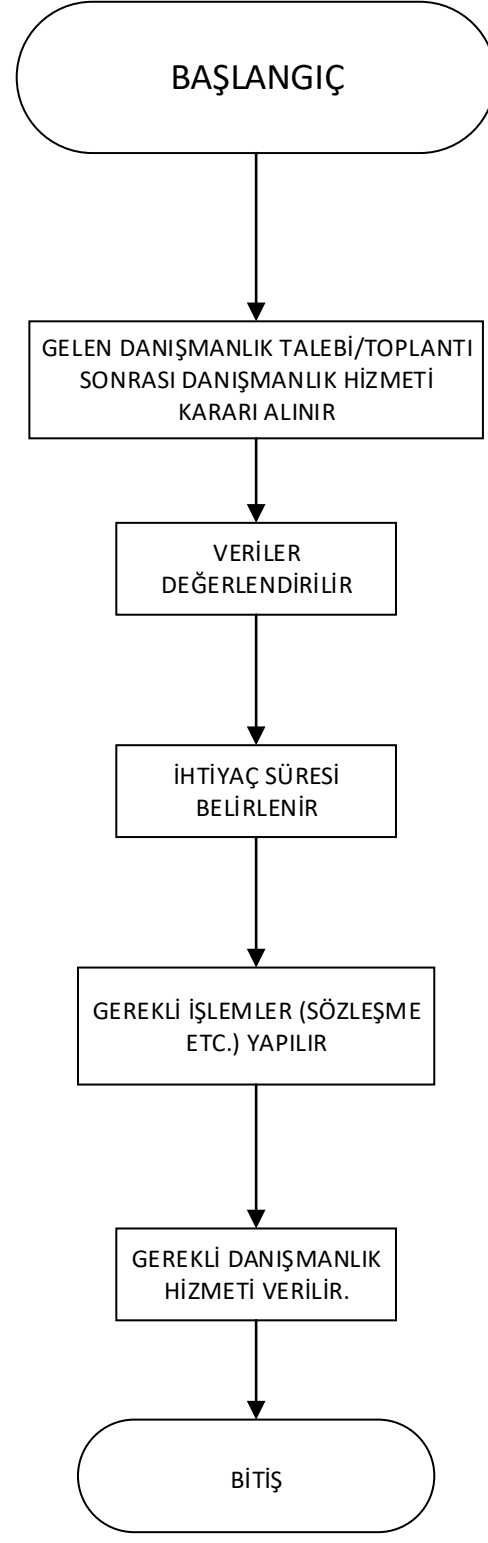 BAŞLANGIÇ
GELEN DANIŞMANLIK TALEBİ/TOPLANTI
SONRASI DANIŞMANLIK HİZMETİ
KARARI ALINIR
VERİLER
DEĞERLENDİRİLİR
İHTİYAÇ SÜRESİ
BELİRLENİR
GEREKLİ İŞLEMLER (SÖZLEŞME
ETC.) YAPILIR
GEREKLİ DANIŞMANLIK
HİZMETİ VERİLİR.
BİTİŞ